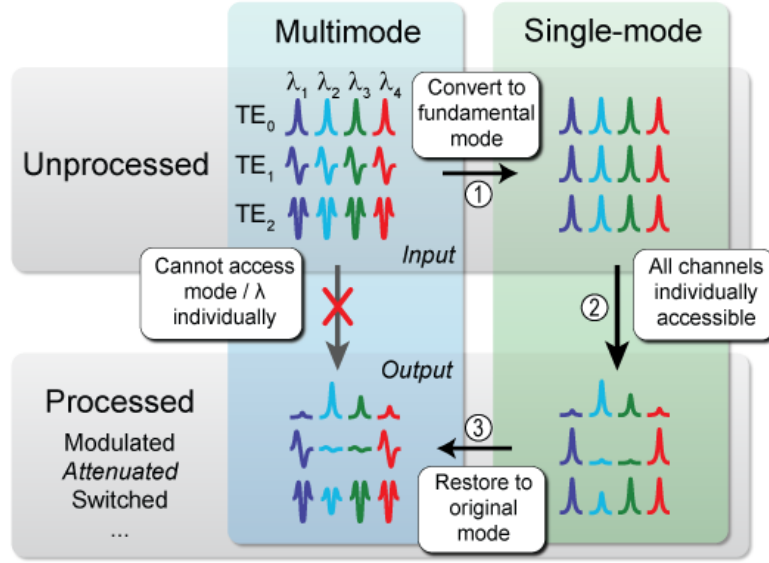 Multimode
Single-mode
λ1 λ2 λ3 λ4
Convert to
fundamental
mode
TE0
Unprocessed
TE1
①
TE2
Input
Cannot access
mode / λ
individually
②
All channels
individually
accessible
Output
Processed
Modulated
Attenuated
Switched
...
③
Restore to
original
mode